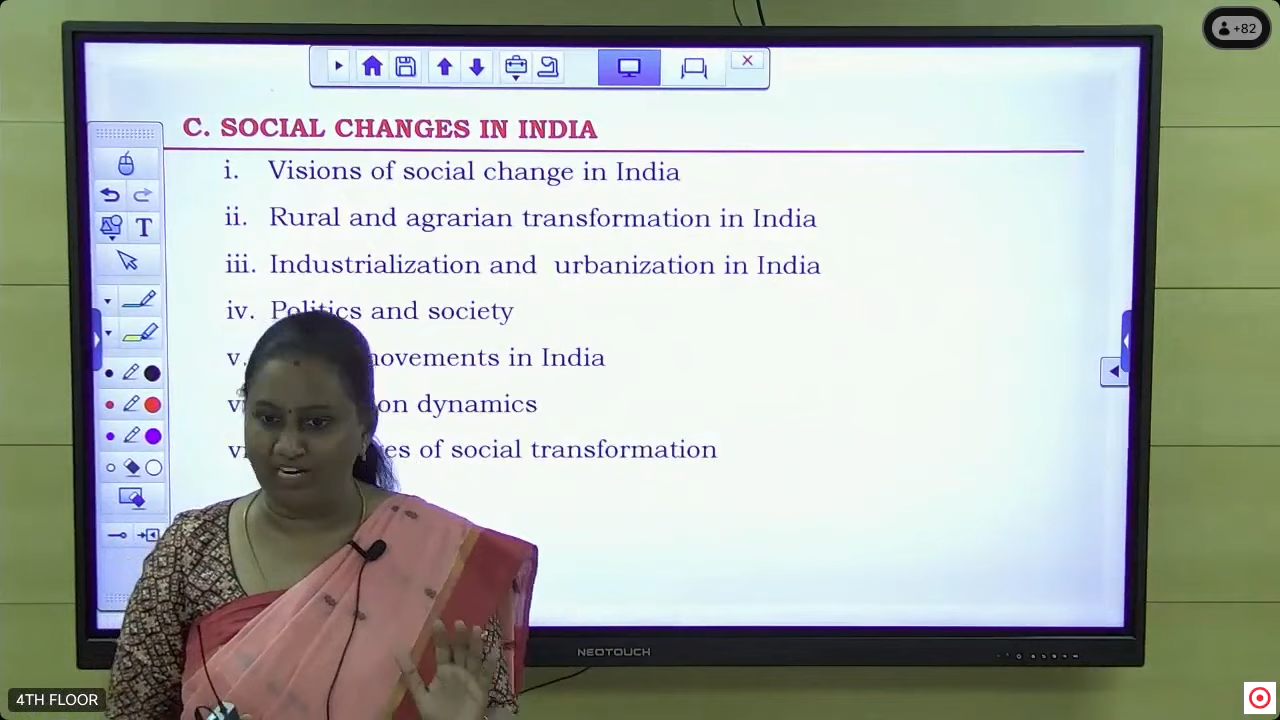 +82
C. SOCIAL CHANGES IN INDIA
i. Visions of social change in India
ii. Rural and agrarian transformation in India
iii. Industrialization and urbanization in India
iv. Politics and society
v. movements in India
dynamics
of social transformation
T
NEOTOUCH
4TH FLOOR